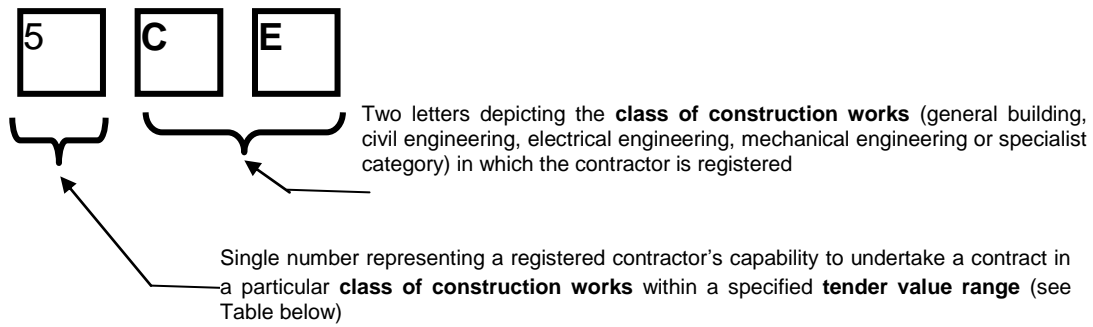 5 C E
Two letters depicting the class of construction works (general building,
civil engineering, electrical engineering, mechanical engineering or specialist
category) in which the contractor is registered
Single number representing a registered contractor’s capability to undertake a contract in
a particular class of construction works within a specified tender value range (see
Table below)